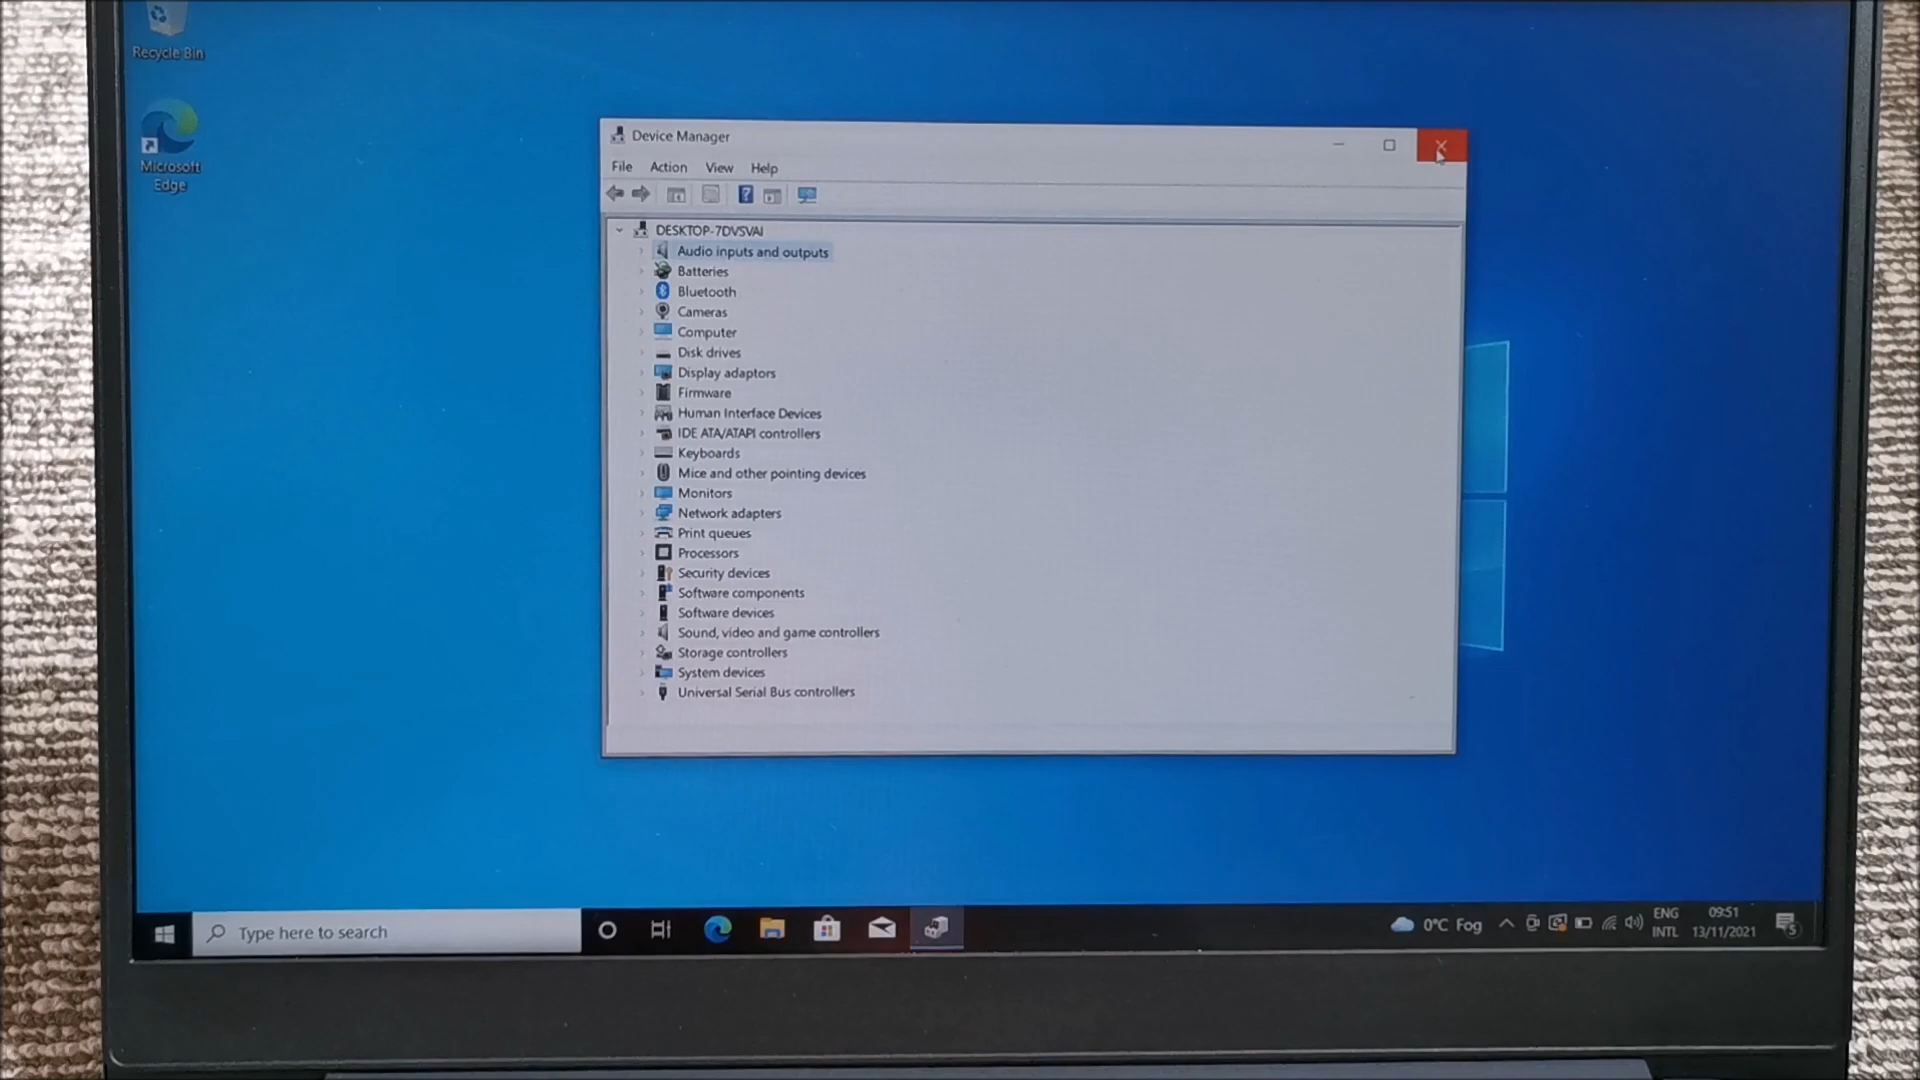 Recycle Bin
Microsoft
Edge
Device Manager
File Action View Help
DESKTOP-7DVSVAI
Audio inputs and outputs
Batteries
Bluetooth
Cameras
Computer
Disk drives
Display adaptors
Firmware
Human Interface Devices
IDE ATA/ATAPI controllers
Keyboards
Mice and other pointing devices
Monitors
Network adapters
Print queues
Processors
Security devices
Software components
Software devices
Sound, video and game controllers
Storage controllers
System devices
Universal Serial Bus controllers
Type here to search
0°C Fog
ENG
INTL
09:51
13/11/2021
5